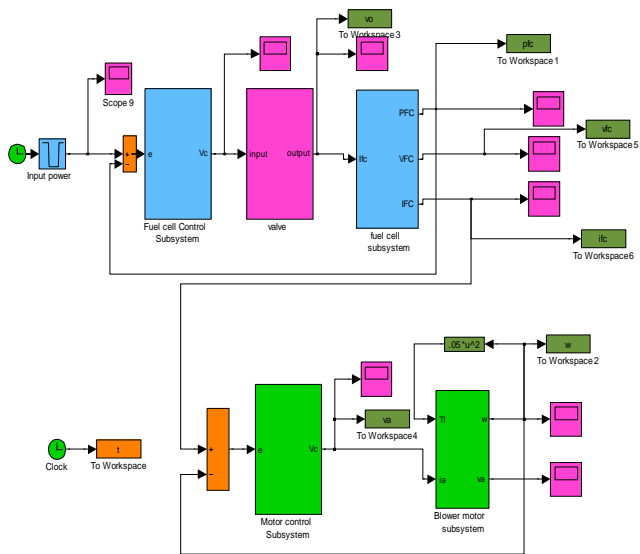 vo
To Workspace3
pfc
To Workspace1
Scope 9
PFC
vfc
To Workspace5
+
−
e
Vc
input
output
Ifc
VFC
Input power
IFC
Fuel cell Control
Subsystem
valve
fuel cell
subsystem
ifc
To Workspace6
.05*u^2
w
To Workspace2
va
To Workspace4
Tl
w
+
−
e
Vc
Clock
t
To Workspace
ia
va
Motor control
Subsystem
Blower motor
subsystem